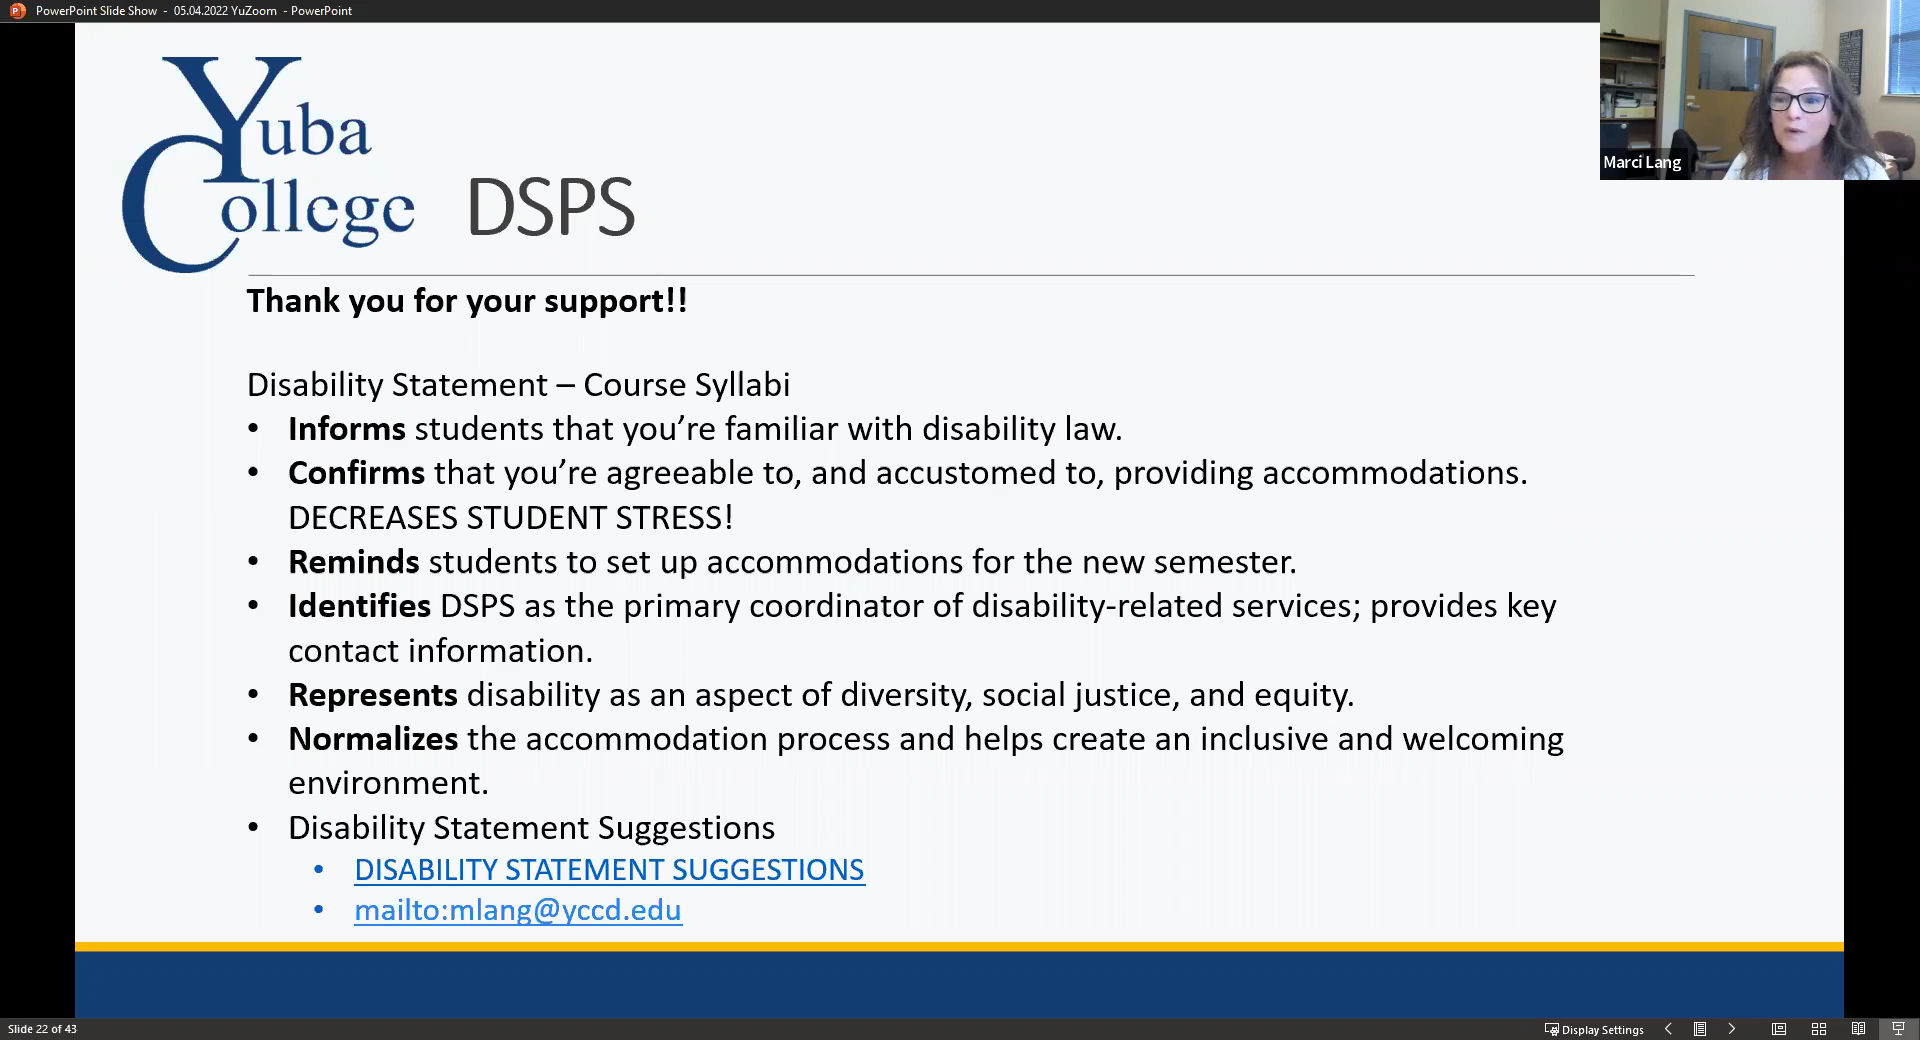 PowerPoint Slide Show - 05.04.2022 YuZoom - PowerPoint
Marci Lang
Yuba
College
DSPS
Thank you for your support!!
Disability Statement – Course Syllabi
• Informs students that you’re familiar with disability law.
• Confirms that you’re agreeable to, and accustomed to, providing accommodations.
DECREASES STUDENT STRESS!
• Reminds students to set up accommodations for the new semester.
• Identifies DSPS as the primary coordinator of disability-related services; provides key
contact information.
• Represents disability as an aspect of diversity, social justice, and equity.
• Normalizes the accommodation process and helps create an inclusive and welcoming
environment.
• Disability Statement Suggestions
• DISABILITY STATEMENT SUGGESTIONS
• mailto:mlang@yccd.edu
Slide 22 of 43
Display Settings